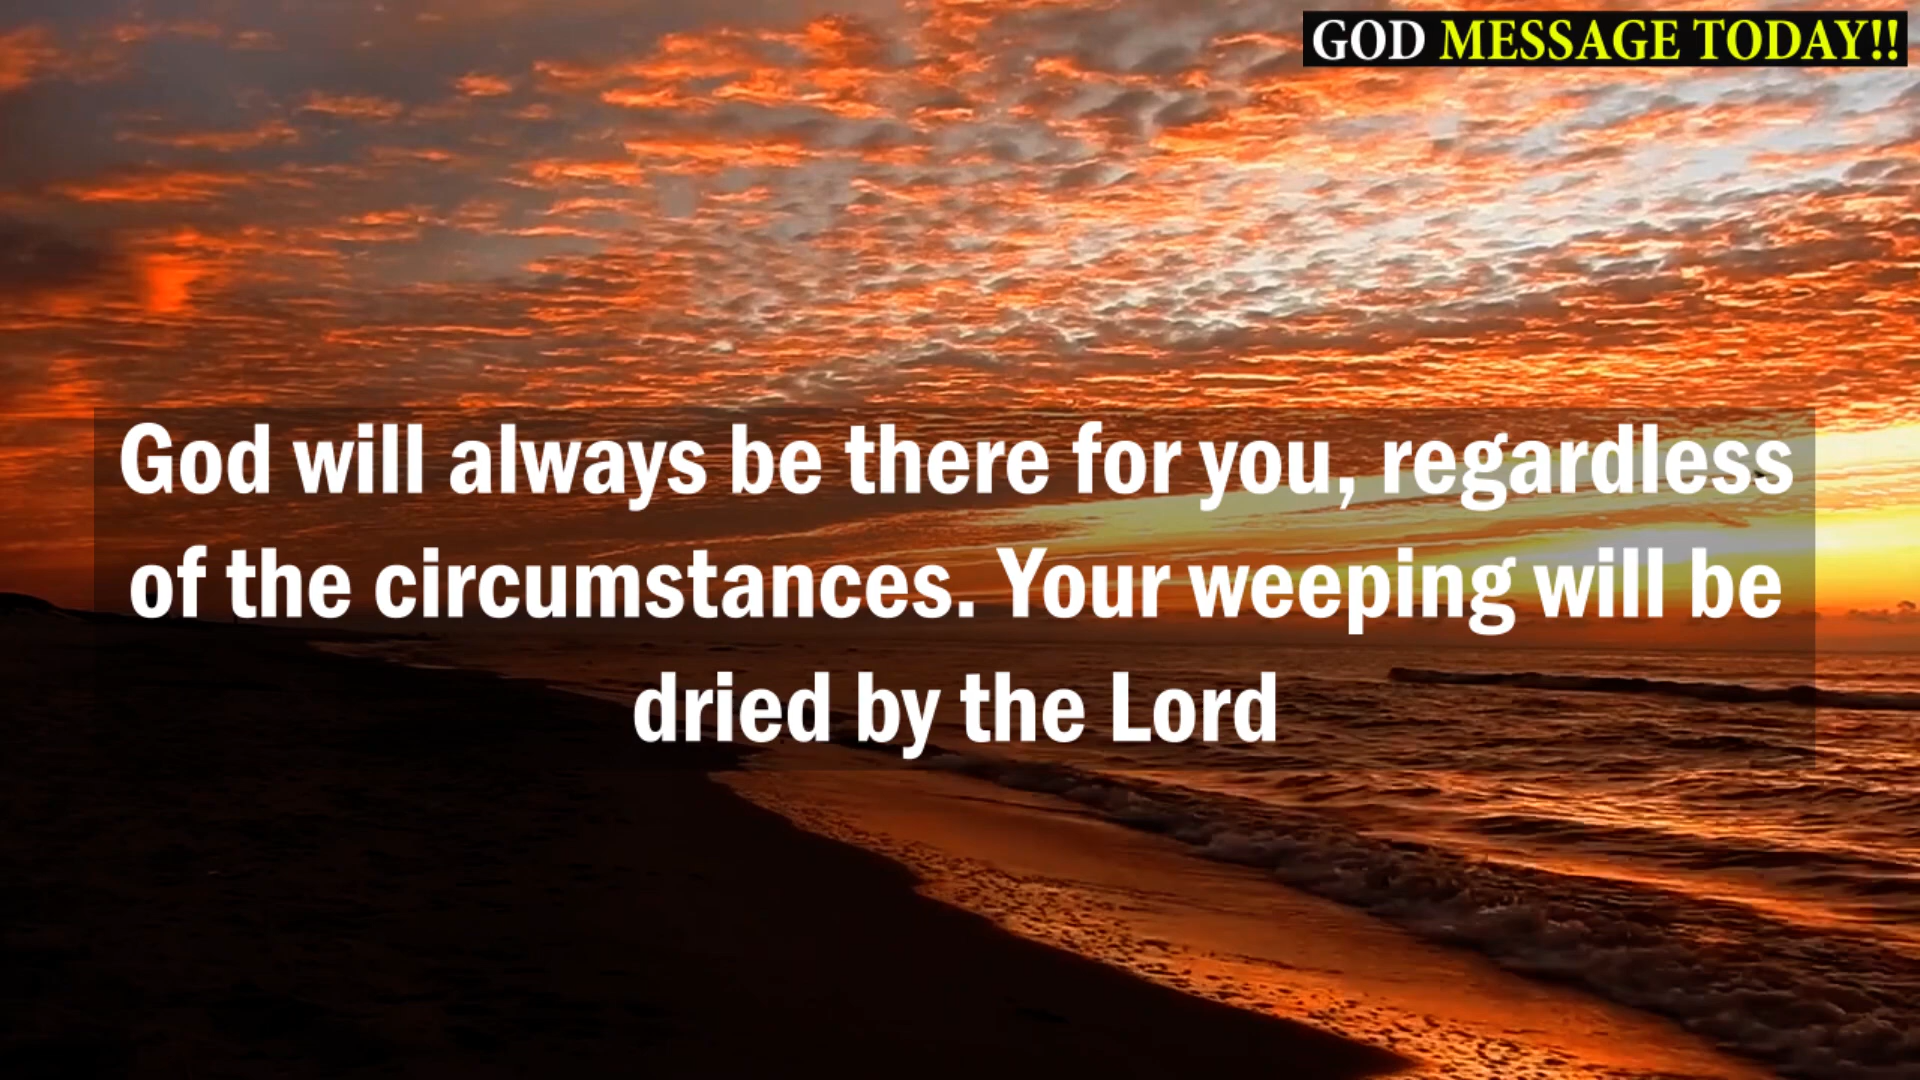 GOD MESSAGE TODAY!!
God will always be there for you, regardless
of the circumstances. Your weeping will be
dried by the Lord